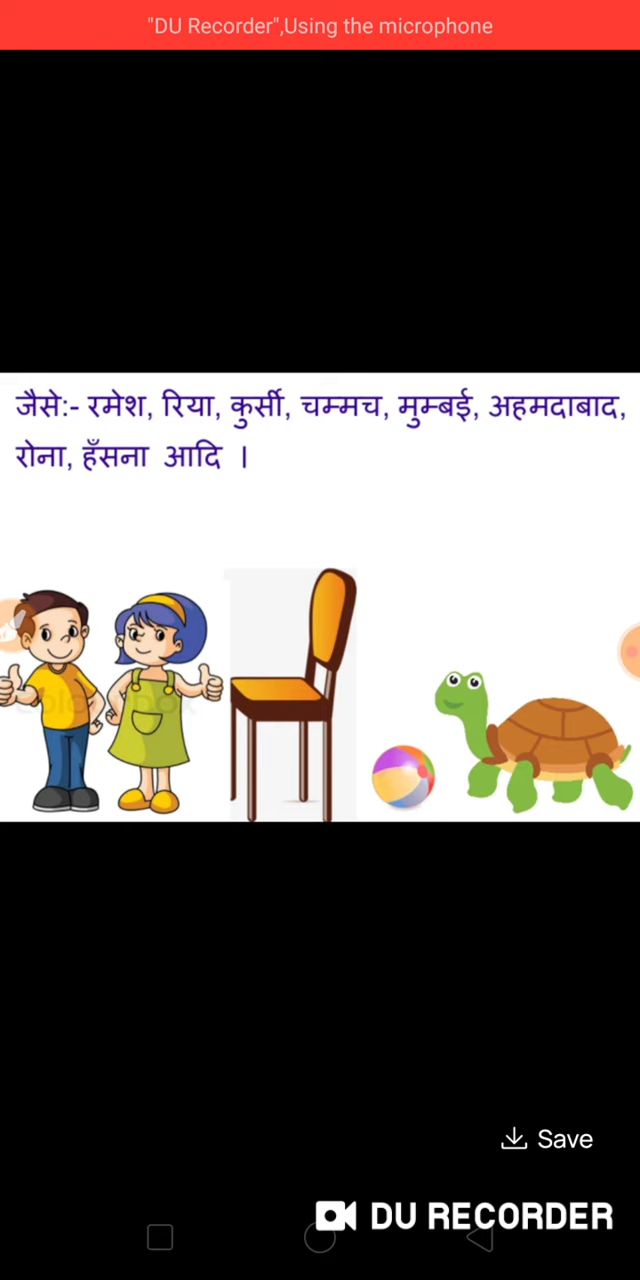 "DU Recorder",Using the microphone
जैसे:- रमेश, रिया, कुर्सी, चम्मच, मुम्बई, अहमदाबाद,
रोना, हँसना आदि ।
Save
DU RECORDER